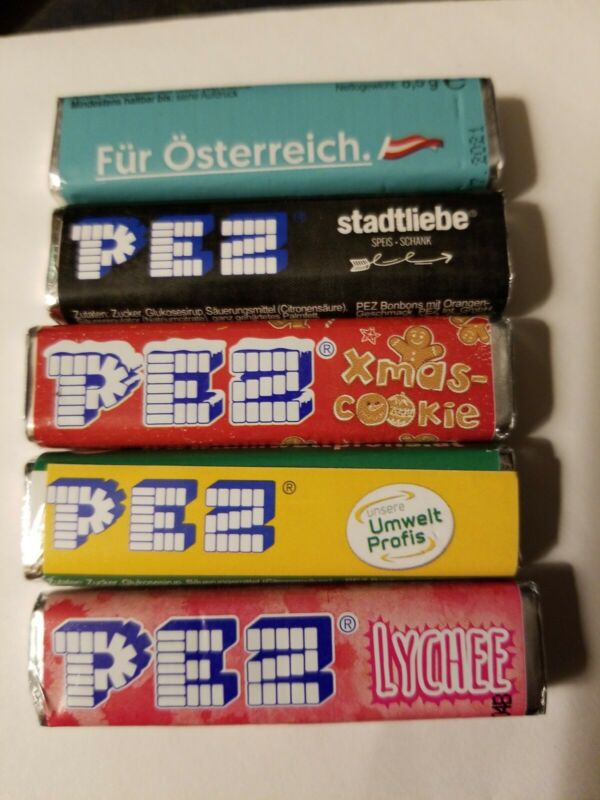 Mindestens haltbar bis: siehe Aufdruck
Nettogewicht: 8,5 g e
Für Österreich.
2021
PEZ® stadtliebe®
SPEIS • SCHANK
Zutaten: Zucker, Glukosesirup, Säuerungsmittel (Citronensäure),
PEZ Bonbons mit Orangen-
Geschmack
PEZ® Xmas-
cookie
PEZ® unsere
Umwelt
Profis
Zutaten: Zucker, Glukosesirup, Säuerungsmittel
PEZ® LYCHEE